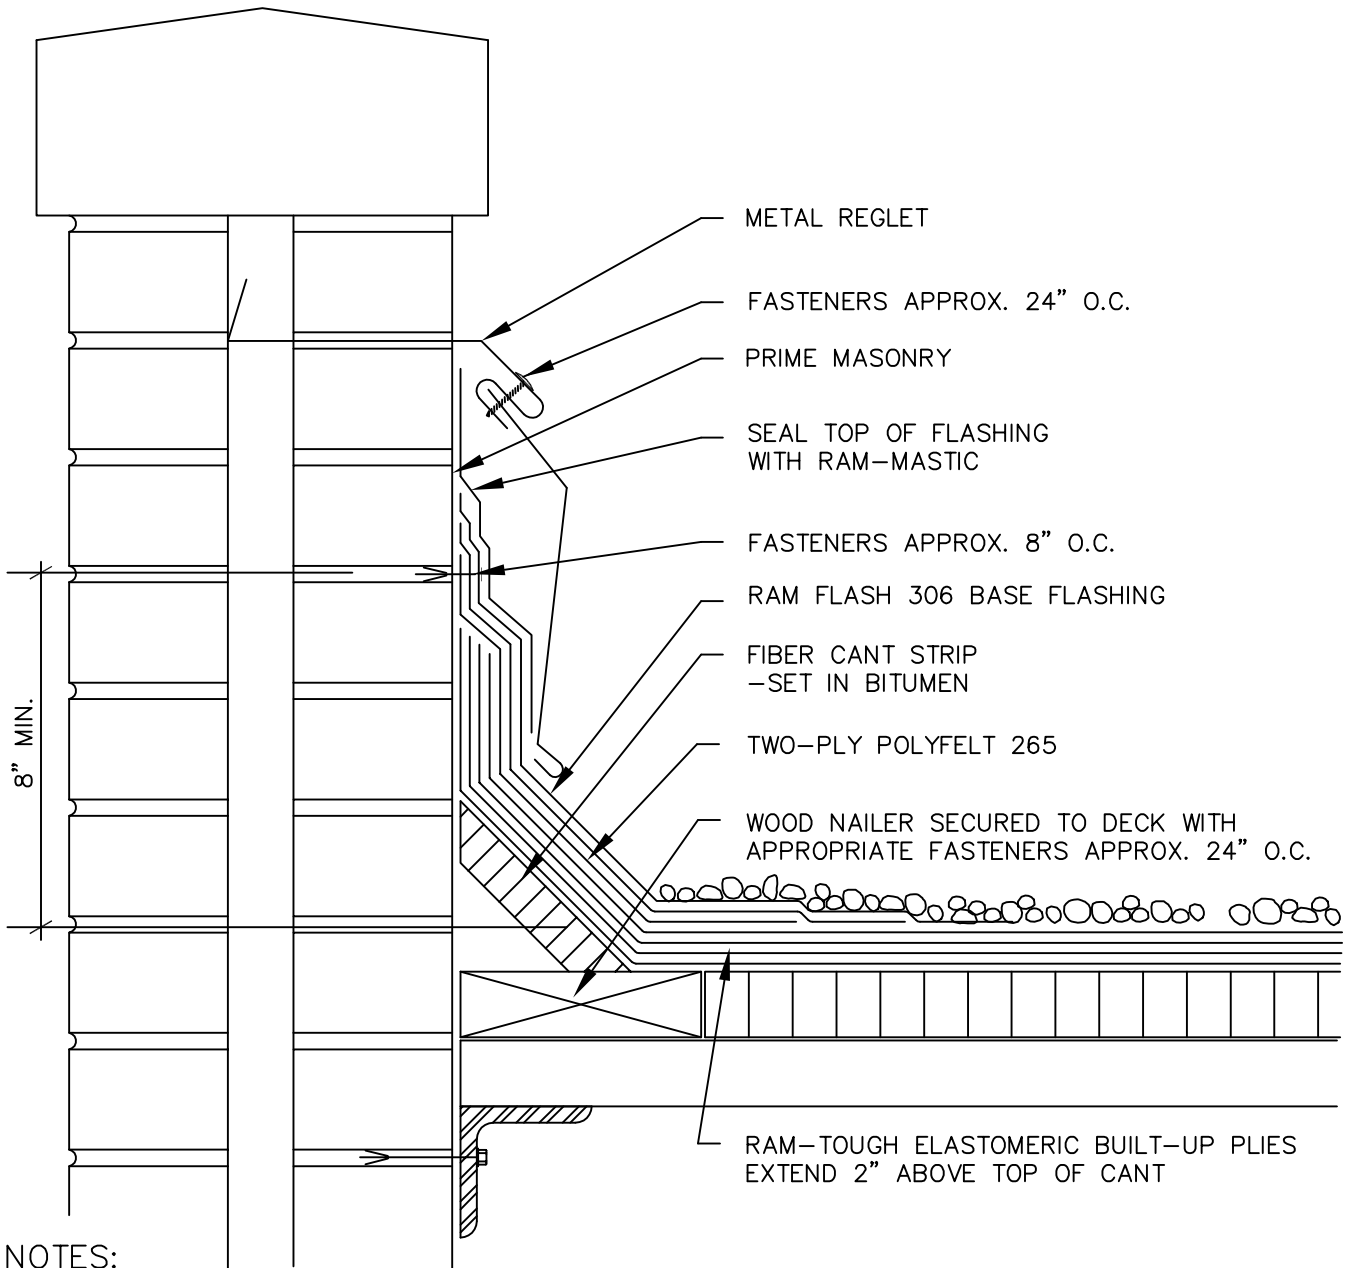 METAL REGLET
FASTENERS APPROX. 24” O.C.
PRIME MASONRY
SEAL TOP OF FLASHING
WITH RAM–MASTIC
FASTENERS APPROX. 8” O.C.
RAM FLASH 306 BASE FLASHING
FIBER CANT STRIP
–SET IN BITUMEN
8” MIN.
TWO–PLY POLYFELT 265
WOOD NAILER SECURED TO DECK WITH
APPROPRIATE FASTENERS APPROX. 24” O.C.
RAM–TOUGH ELASTOMERIC BUILT–UP PLIES
EXTEND 2” ABOVE TOP OF CANT
NOTES: